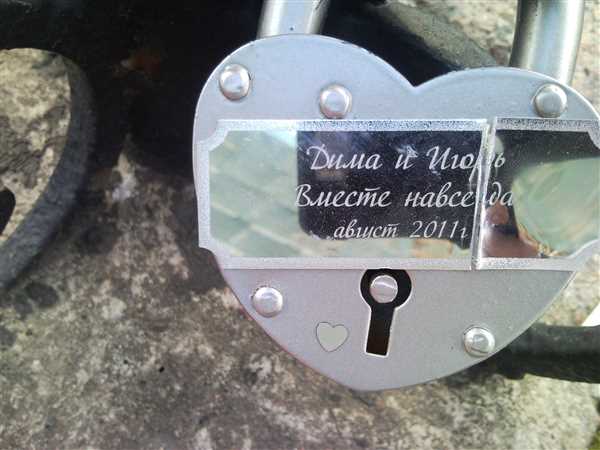 Дима и Игорь
Вместе навсегда
август 2011г